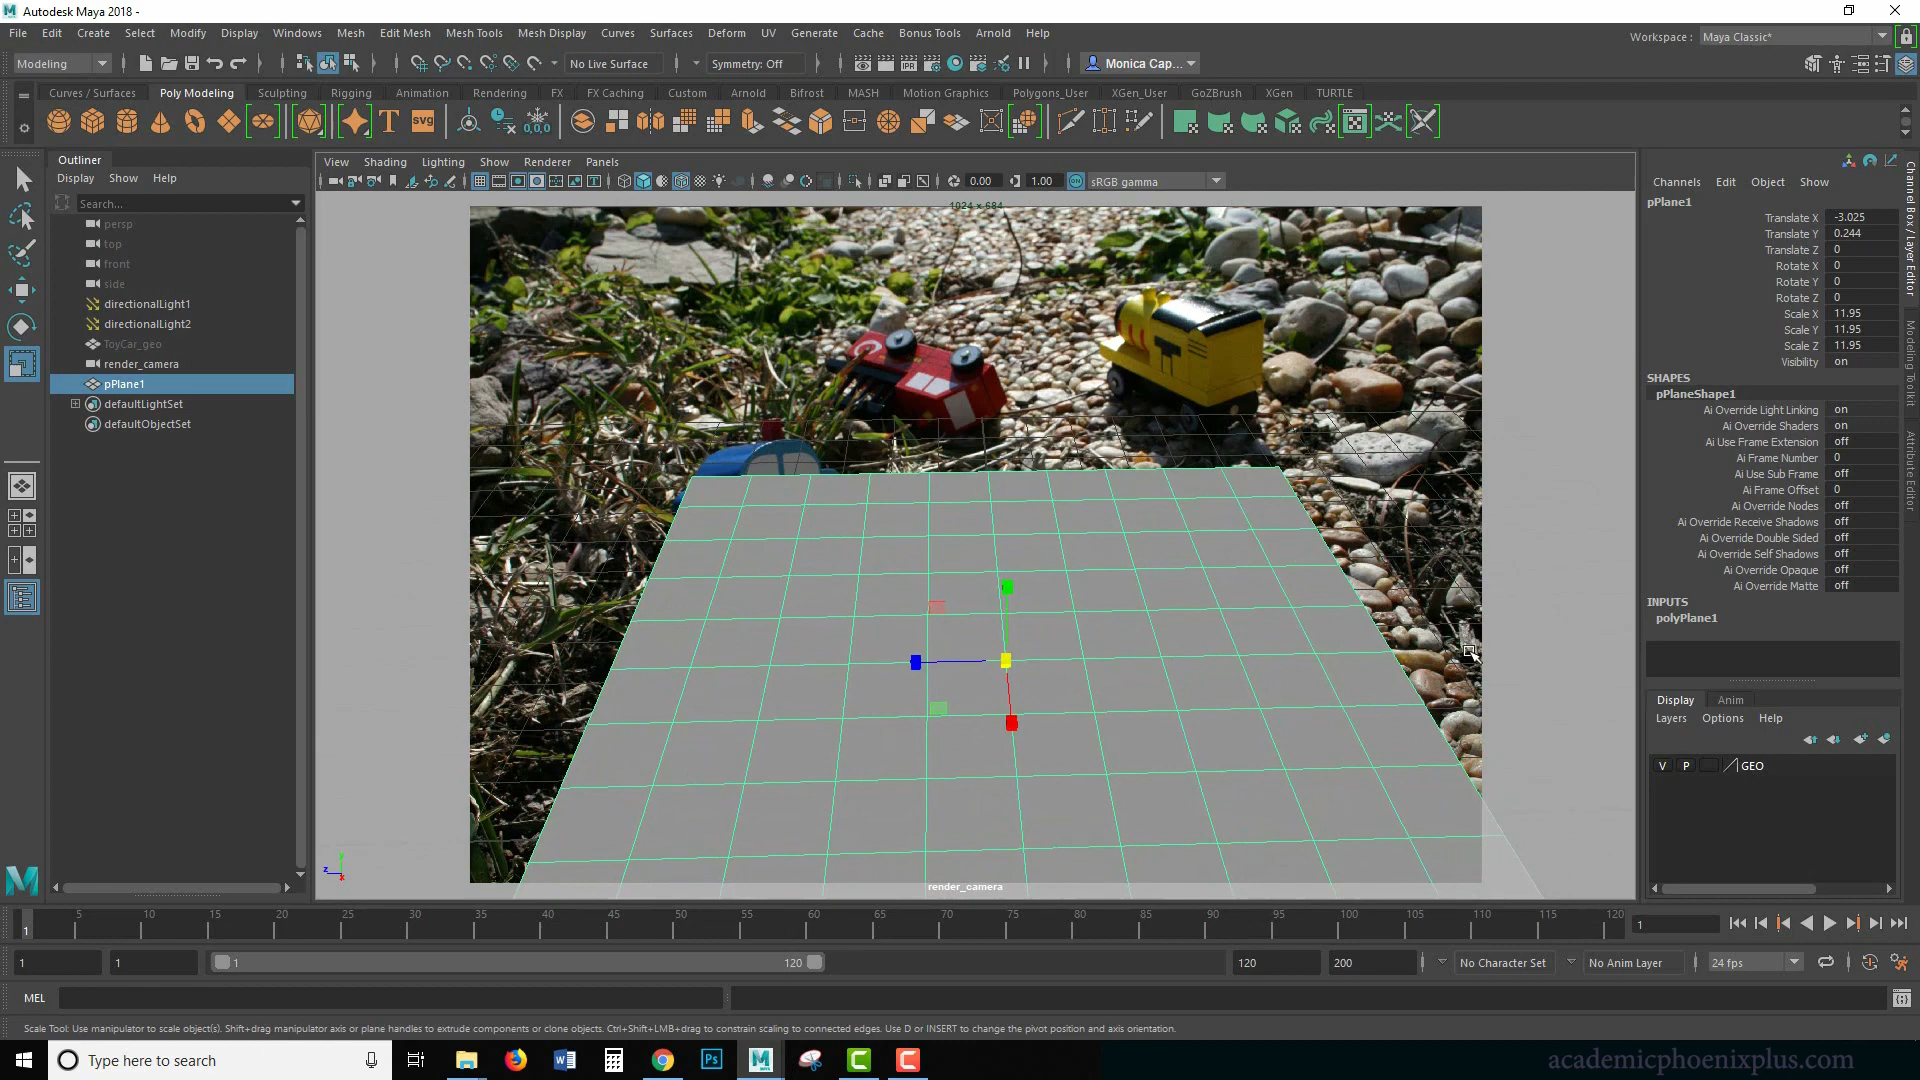 Autodesk Maya 2018 -
File Edit Create Select Modify Display Windows Mesh Edit Mesh Mesh Tools Mesh Display Curves Surfaces Deform UV Generate Cache Bonus Tools Arnold Help
Workspace : Maya Classic*
Modeling No Live Surface Symmetry: Off Monica Cap...
Curves / Surfaces Poly Modeling Sculpting Rigging Animation Rendering FX FX Caching Custom Arnold Bifrost MASH Motion Graphics Polygons_User XGen_User GoZBrush XGen TURTLE
T SVG 0,0,0
Outliner
Display Show Help
Search...
persp
top
front
side
directionalLight1
directionalLight2
ToyCar_geo
render_camera
pPlane1
defaultLightSet
defaultObjectSet
View Shading Lighting Show Renderer Panels
0.00 1.00 sRGB gamma
1024 x 684
render_camera
Channels Edit Object Show
pPlane1
Translate X -3.025
Translate Y 0.244
Translate Z 0
Rotate X 0
Rotate Y 0
Rotate Z 0
Scale X 11.95
Scale Y 11.95
Scale Z 11.95
Visibility on
SHAPES
pPlaneShape1
Ai Override Light Linking on
Ai Override Shaders on
Ai Use Frame Extension off
Ai Frame Number 0
Ai Use Sub Frame off
Ai Frame Offset 0
Ai Override Nodes off
Ai Override Receive Shadows off
Ai Override Double Sided off
Ai Override Self Shadows off
Ai Override Opaque off
Ai Override Matte off
INPUTS
polyPlane1
Channel Box / Layer Editor
Modeling Toolkit
Attribute Editor
Display Anim
Layers Options Help
V P GEO
5 10 15 20 25 30 35 40 45 50 55 60 65 70 75 80 85 90 95 100 105 110 115 120
1 1
1 1 1 120 120 200 No Character Set No Anim Layer 24 fps
MEL
Scale Tool: Use manipulator to scale object(s). Shift+drag manipulator axis or plane handles to extrude components or clone objects. Ctrl+Shift+LMB+drag to constrain scaling to connected edges. Use D or INSERT to change the pivot position and axis orientation.
Type here to search
academicphoenixplus.com